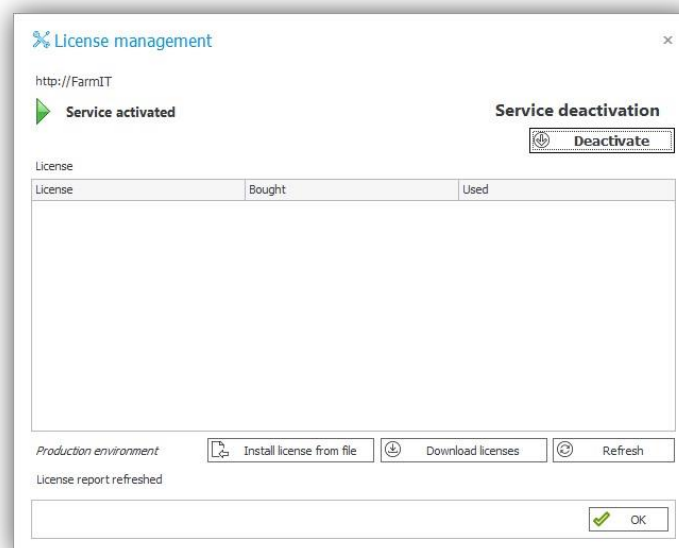 License management
http://FarmIT
Service activated
Service deactivation
Deactivate
License
License Bought Used
Production environment
Install license from file
Download licenses
Refresh
License report refreshed
OK